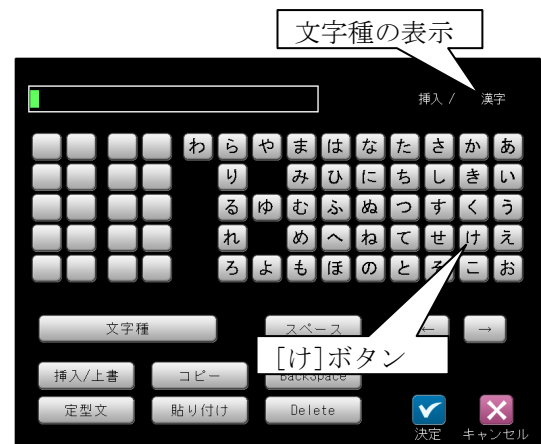 文字種の表示
挿入 / 漢字
わ ら や ま は な た さ か あ
り み ひ に ち し き い
る ゆ む ふ ぬ つ す く う
れ め へ ね て せ け え
ろ よ も ほ の と そ こ お
文字種 スペース ← →
[け]ボタン
挿入/上書 コピー BackSpace
定型文 貼り付け Delete
決定 キャンセル